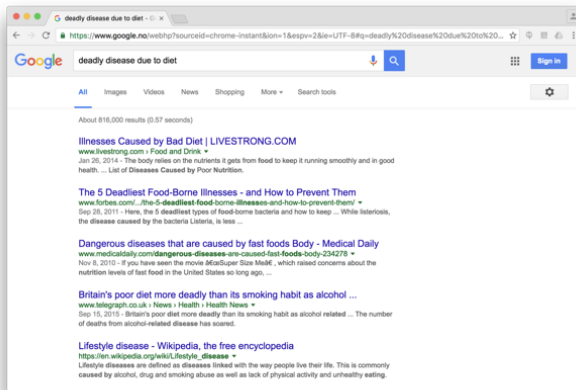 deadly disease due to diet - G
https://www.google.no/webhp?sourceid=chrome-instant&ion=1&espv=2&ie=UTF-8#q=deadly%20disease%20due%20to%20...
Google
deadly disease due to diet
Sign in
All Images Videos News Shopping More Search tools
About 816,000 results (0.57 seconds)
Illnesses Caused by Bad Diet | LIVESTRONG.COM
www.livestrong.com › Food and Drink
Jan 26, 2014 - The body relies on the nutrients it gets from food to keep it running smoothly and in good
health. ... List of Diseases Caused by Poor Nutrition.
The 5 Deadliest Food-Borne Illnesses - and How to Prevent Them
www.forbes.com/.../the-5-deadliest-food-borne-illnesses-and-how-to-prevent-them/
Sep 28, 2011 - Here, the 5 deadliest types of food-borne bacteria and how to keep ... While listeriosis,
the disease caused by the bacteria Listeria, is less ...
Dangerous diseases that are caused by fast foods Body - Medical Daily
www.medicaldaily.com/dangerous-diseases-are-caused-fast-foods-body-234278
Nov 8, 2010 - If you have seen the movie â€œSuper Size Meâ€ , which raised concerns about the
nutrition levels of fast food in the United States so long ago, ...
Britain's poor diet more deadly than its smoking habit as alcohol ...
www.telegraph.co.uk › News › Health › Health News
Sep 15, 2015 - Britain's poor diet more deadly than its smoking habit as alcohol related ... The number
of deaths from alcohol-related disease has soared.
Lifestyle disease - Wikipedia, the free encyclopedia
https://en.wikipedia.org/wiki/Lifestyle_disease
Lifestyle diseases are defined as diseases linked with the way people live their life. This is commonly
caused by alcohol, drug and smoking abuse as well as lack of physical activity and unhealthy eating.